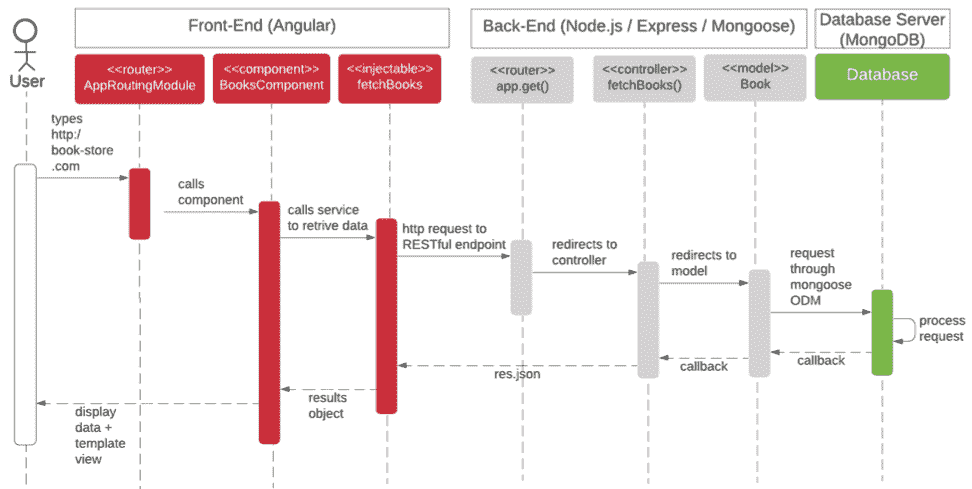 Front-End (Angular)
Back-End (Node.js / Express / Mongoose)
Database Server
(MongoDB)
User
<<router>>
AppRoutingModule
<<component>>
BooksComponent
<<injectable>>
fetchBooks
<<router>>
app.get()
<<controller>>
fetchBooks()
<<model>>
Book
Database
types
http:/
book-store
.com
calls
component
calls service
to retrive data
http request to
RESTful endpoint
redirects to
controller
redirects to
model
request
through
mongoose
ODM
process
request
callback
callback
res.json
results
object
display
data +
template
view